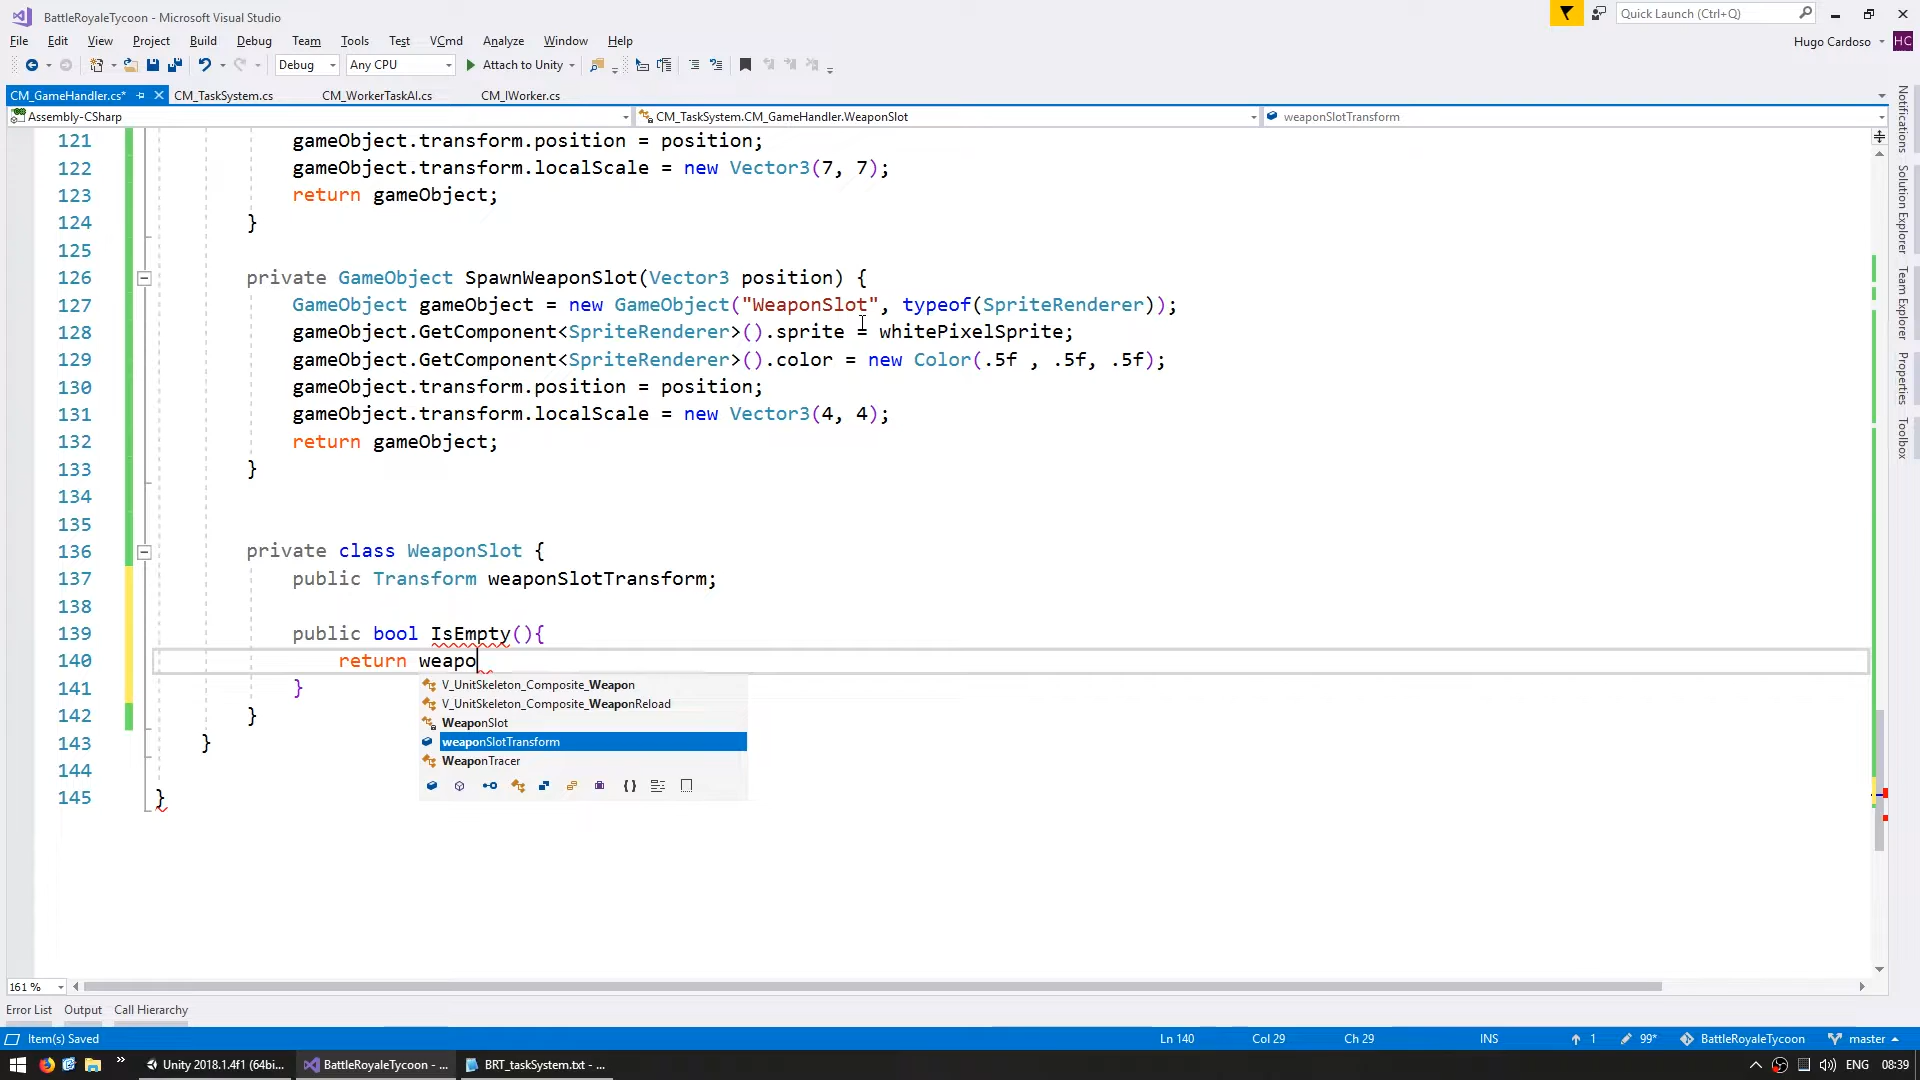 BattleRoyaleTycoon - Microsoft Visual Studio
Quick Launch (Ctrl+Q)
File Edit View Project Build Debug Team Tools Test VCmd Analyze Window Help
Hugo Cardoso HC
Debug Any CPU Attach to Unity
CM_GameHandler.cs* CM_TaskSystem.cs CM_WorkerTaskAI.cs CM_IWorker.cs
Assembly-CSharp CM_TaskSystem.CM_GameHandler.WeaponSlot weaponSlotTransform
121 gameObject.transform.position = position;
122 gameObject.transform.localScale = new Vector3(7, 7);
123 return gameObject;
124 }
125
126 private GameObject SpawnWeaponSlot(Vector3 position) {
127 GameObject gameObject = new GameObject("WeaponSlot", typeof(SpriteRenderer));
128 gameObject.GetComponent<SpriteRenderer>().sprite = whitePixelSprite;
129 gameObject.GetComponent<SpriteRenderer>().color = new Color(.5f , .5f, .5f);
130 gameObject.transform.position = position;
131 gameObject.transform.localScale = new Vector3(4, 4);
132 return gameObject;
133 }
134
135
136 private class WeaponSlot {
137 public Transform weaponSlotTransform;
138
139 public bool IsEmpty(){
140 return weapo
141 }
142 }
143 }
144
145 }
V_UnitSkeleton_Composite_Weapon
V_UnitSkeleton_Composite_WeaponReload
WeaponSlot
weaponSlotTransform
WeaponTracer
Notifications
Solution Explorer
Team Explorer
Properties
Toolbox
161 %
Error List Output Call Hierarchy
Item(s) Saved Ln 140 Col 29 Ch 29 INS 1 99* BattleRoyaleTycoon master
Unity 2018.1.4f1 (64bi... BattleRoyaleTycoon - ... BRT_taskSystem.txt - ... ENG 08:39